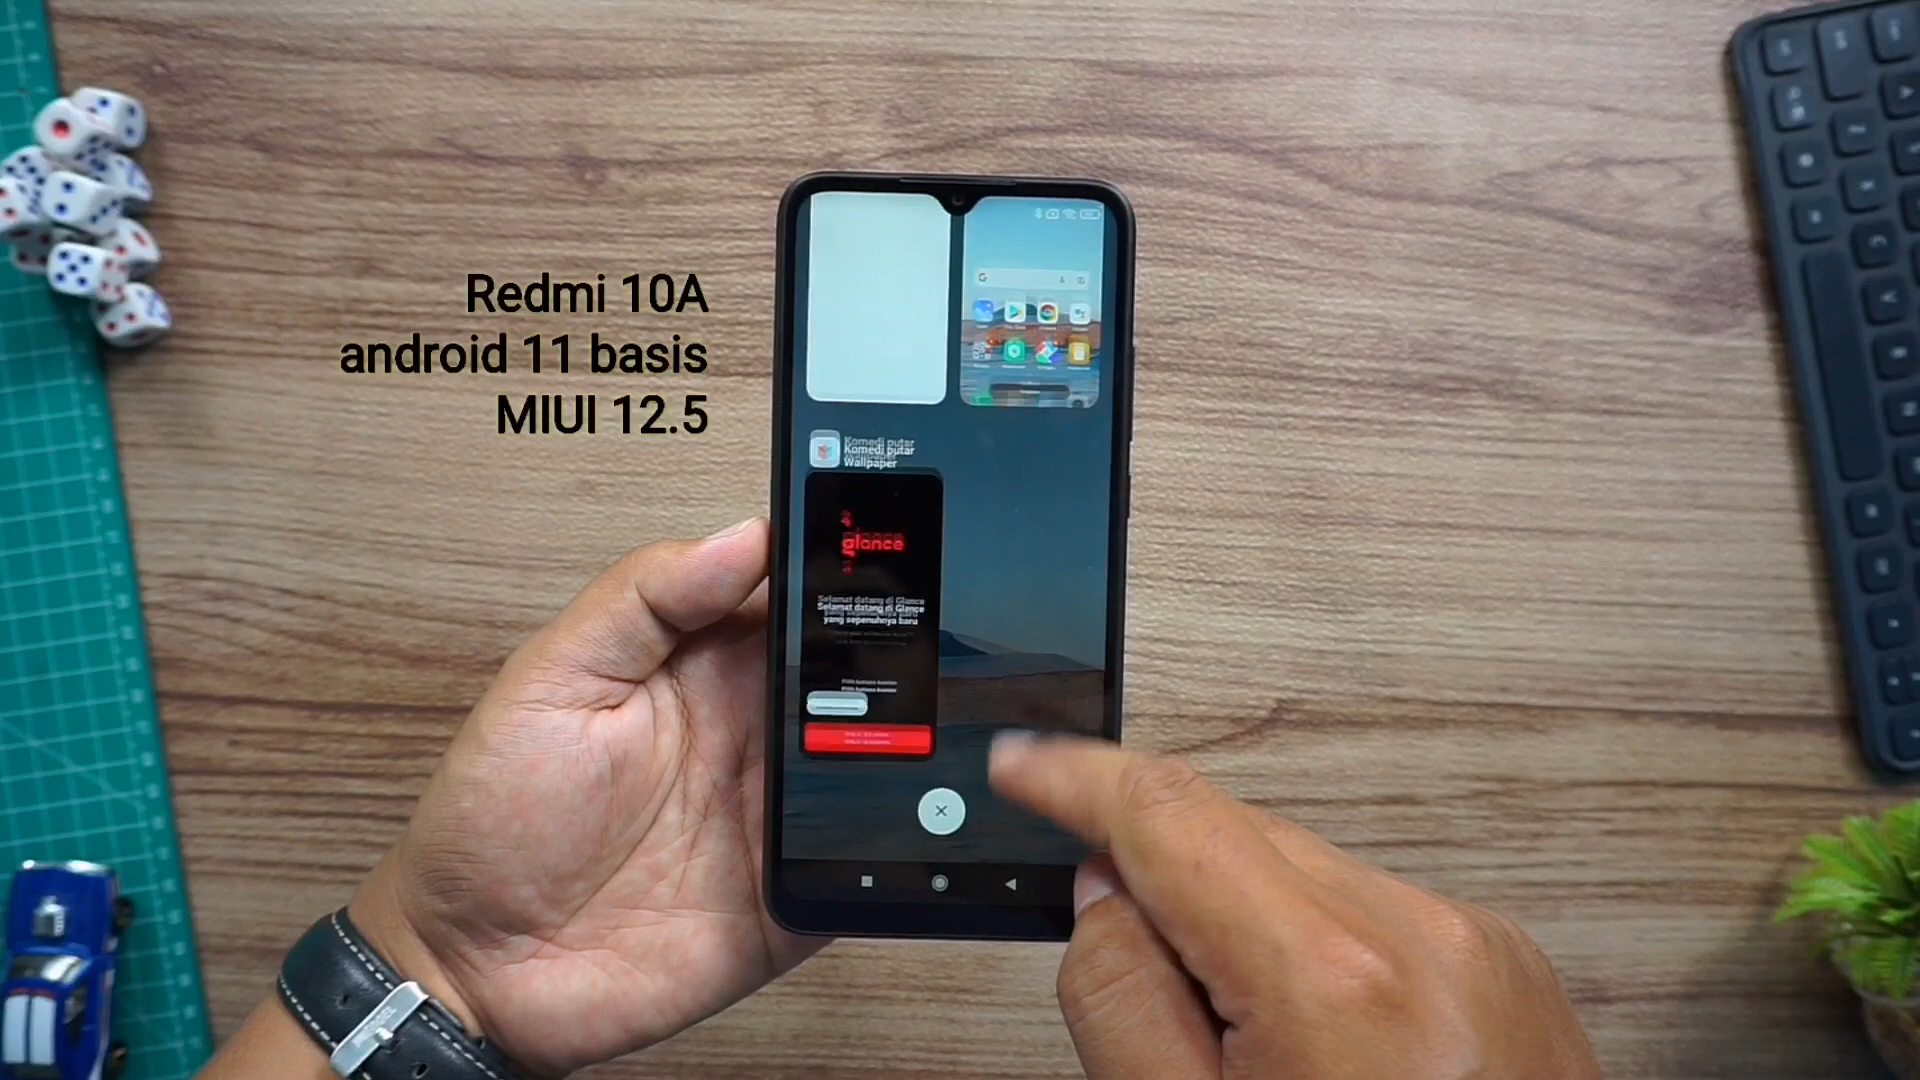 Redmi 10A
android 11 basis
MIUI 12.5
Komedi putar
Wallpaper
glance
Selamat datang di Glance
yang sepenuhnya baru